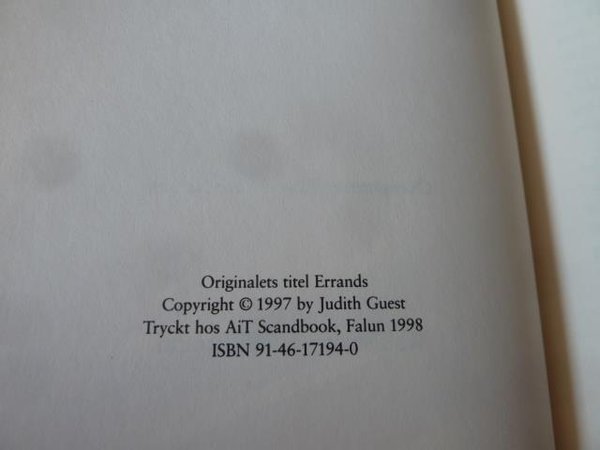 Originalets titel Errands
Copyright © 1997 by Judith Guest
Tryckt hos AiT Scandbook, Falun 1998
ISBN 91-46-17194-0